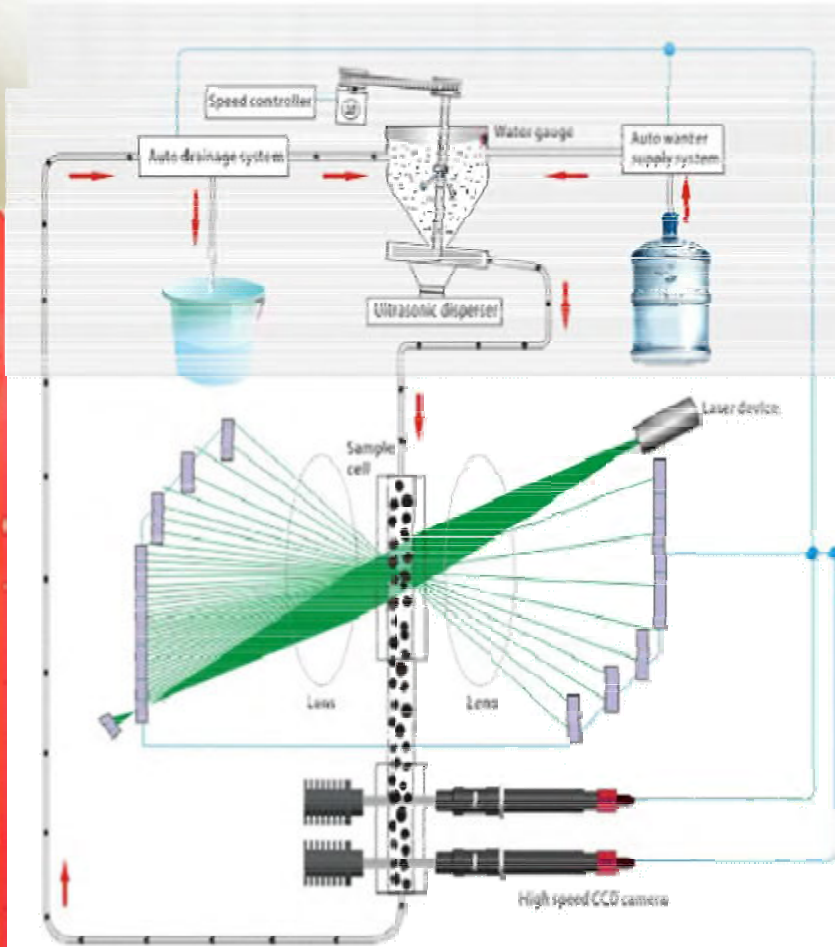 Speed controller
Water gauge
Auto drainage system
Auto wanter
supply system
Ultrasonic disperser
Laser device
Sample
cell
Lens
Lens
High speed CCD camera